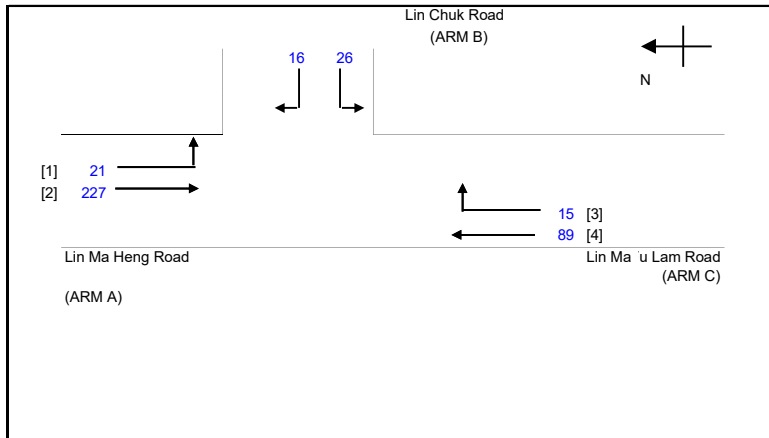 Lin Chuk Road
(ARM B)
N
16 26
[1] 21
[2] 227
15 [3]
89 [4]
Lin Ma Heng Road
(ARM A)
Lin Ma 'u Lam Road
(ARM C)